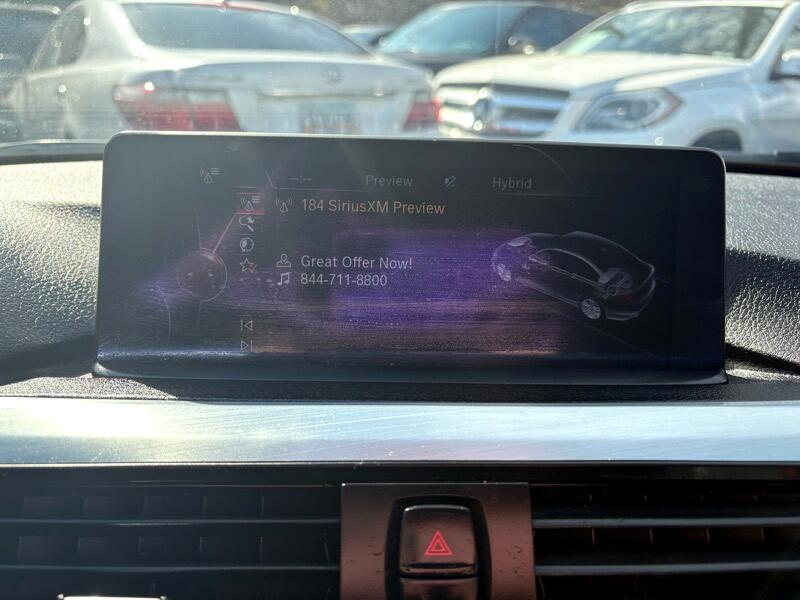 Preview
Hybrid
184 SiriusXM Preview
Great Offer Now!
844-711-8800